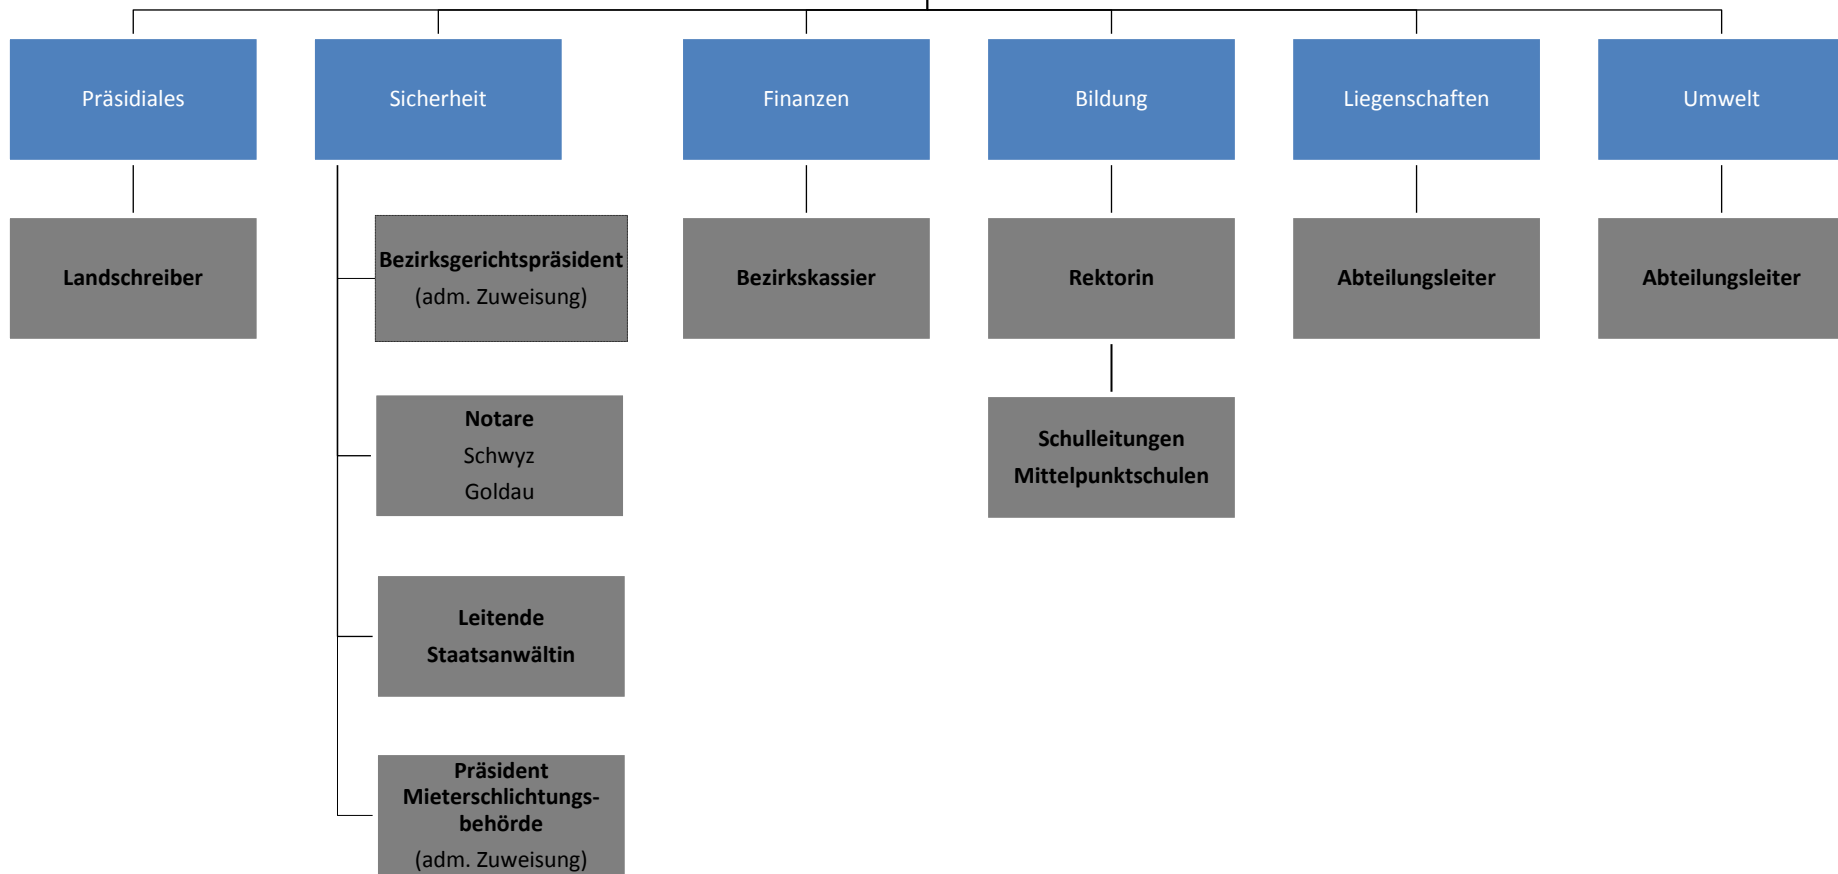 Präsidiales
Sicherheit
Finanzen
Bildung
Liegenschaften
Umwelt
Landschreiber
Bezirksgerichtspräsident
(adm. Zuweisung)
Bezirkskassier
Rektorin
Abteilungsleiter
Abteilungsleiter
Notare
Schwyz
Goldau
Schulleitungen
Mittelpunktschulen
Leitende
Staatsanwältin
Präsident
Mieterschlichtungs-
behörde
(adm. Zuweisung)